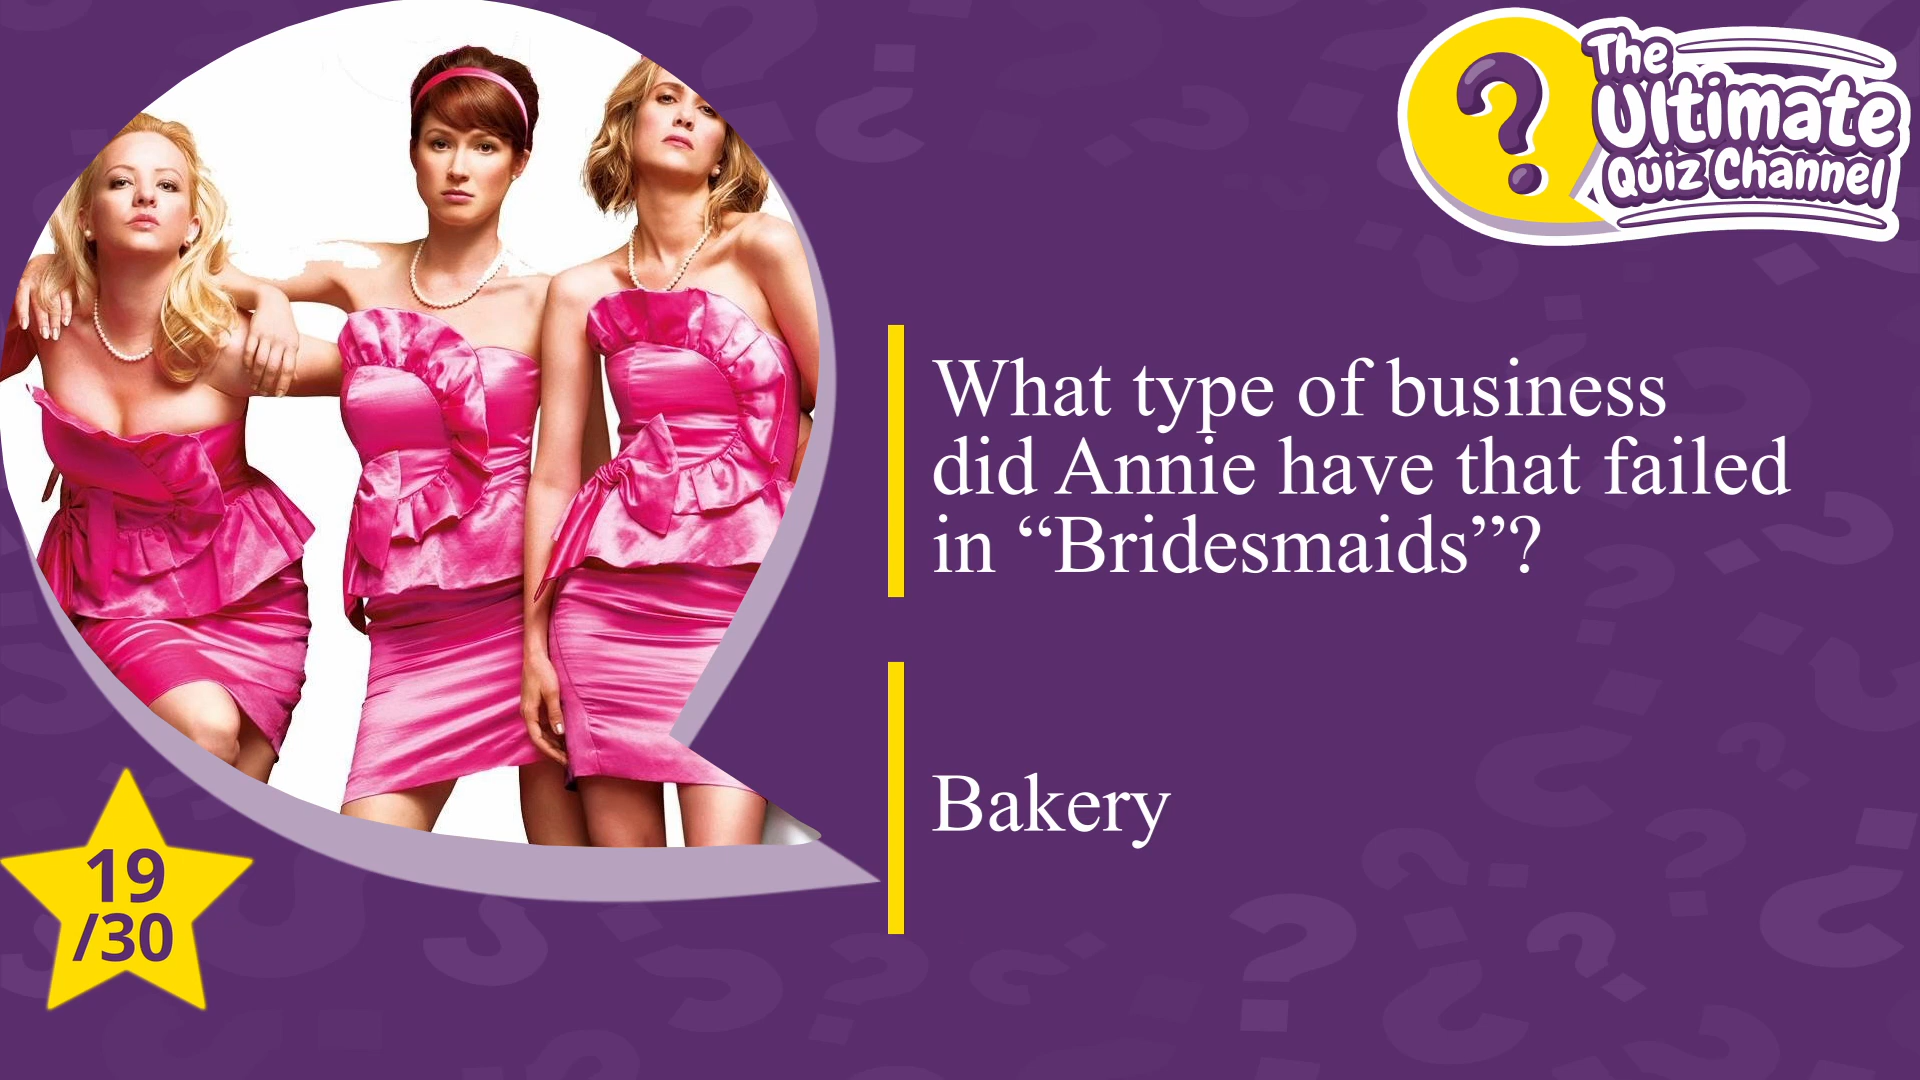 The
Ultimate
Quiz Channel
What type of business
did Annie have that failed
in “Bridesmaids”?
Bakery
19
/30